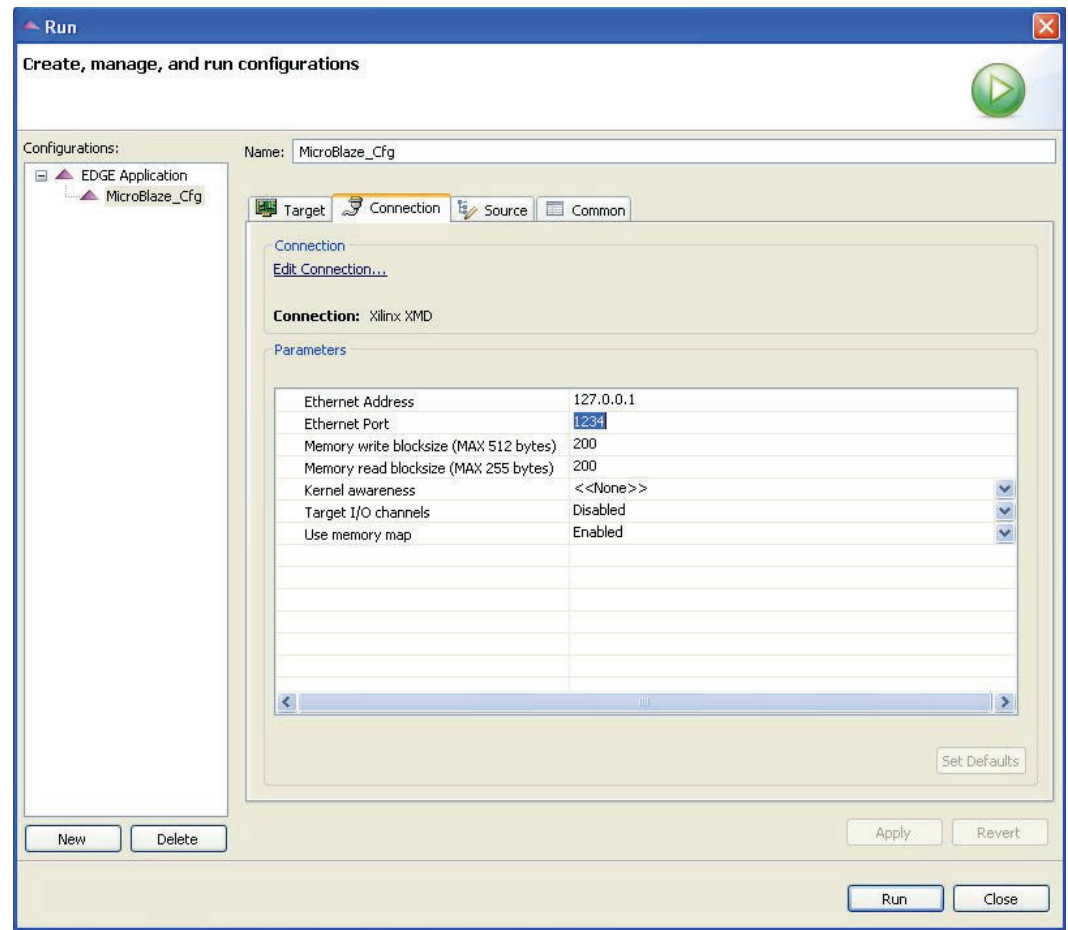 Run
Create, manage, and run configurations
Configurations:
EDGE Application
MicroBlaze_Cfg
Name: MicroBlaze_Cfg
Target Connection Source Common
Connection
Edit Connection...
Connection: Xilinx XMD
Parameters
Ethernet Address 127.0.0.1
Ethernet Port 1234
Memory write blocksize (MAX 512 bytes) 200
Memory read blocksize (MAX 255 bytes) 200
Kernel awareness <<None>>
Target I/O channels Disabled
Use memory map Enabled
Set Defaults
New Delete
Apply Revert
Run Close